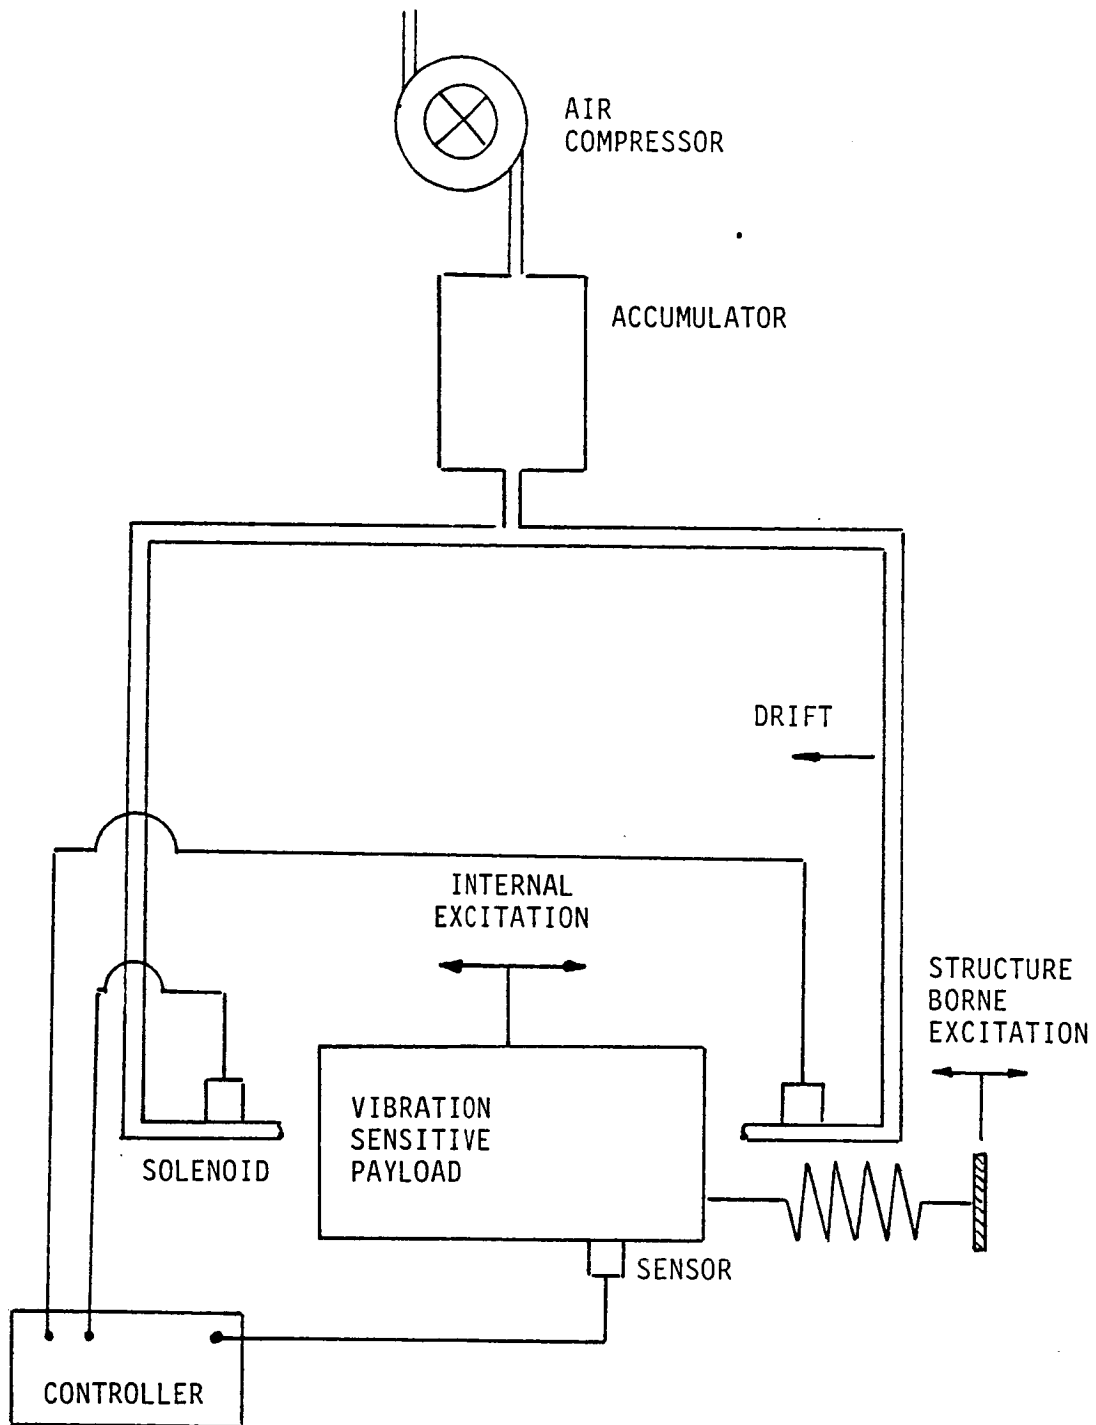 AIR
COMPRESSOR
ACCUMULATOR
DRIFT
INTERNAL
EXCITATION
STRUCTURE
BORNE
EXCITATION
VIBRATION
SENSITIVE
PAYLOAD
SOLENOID
SENSOR
CONTROLLER